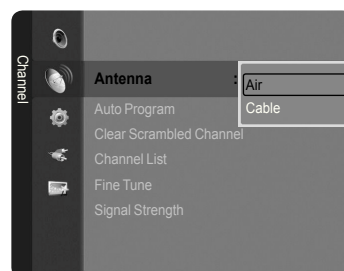 Channel
Antenna : Air
Cable
Auto Program
Clear Scrambled Channel
Channel List
Fine Tune
Signal Strength